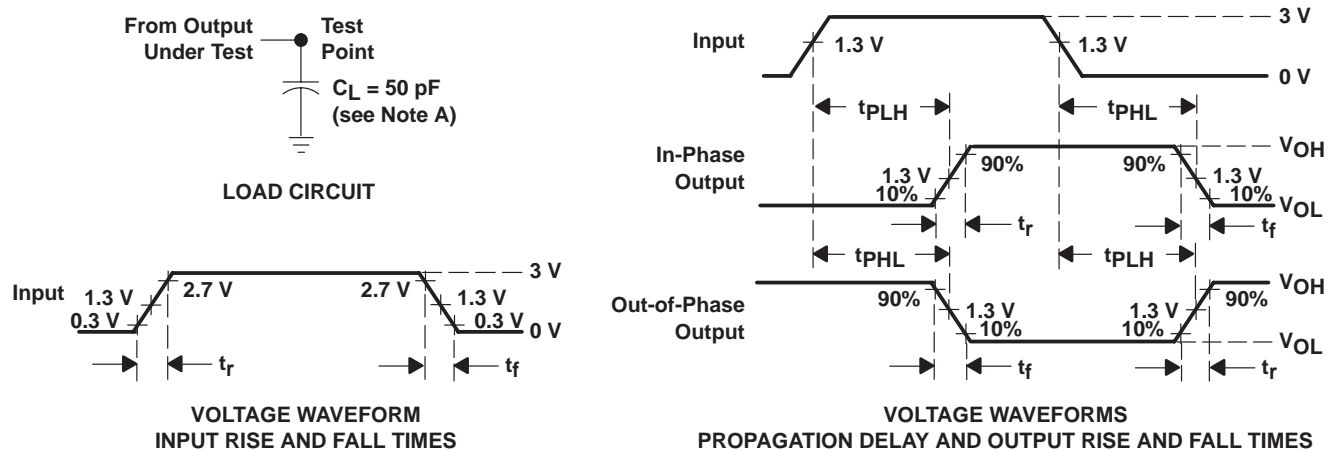 From Output
Under Test
Test
Point
CL = 50 pF
(see Note A)
LOAD CIRCUIT
Input
1.3 V
0.3 V
2.7 V
2.7 V
1.3 V
0.3 V
3 V
0 V
tr
tf
VOLTAGE WAVEFORM
INPUT RISE AND FALL TIMES
Input
1.3 V
1.3 V
3 V
0 V
tPLH
tPHL
In-Phase
Output
1.3 V
10%
90%
90%
1.3 V
10%
VOH
VOL
tr
tf
tPHL
tPLH
Out-of-Phase
Output
90%
1.3 V
10%
1.3 V
10%
90%
VOH
VOL
tf
tr
VOLTAGE WAVEFORMS
PROPAGATION DELAY AND OUTPUT RISE AND FALL TIMES